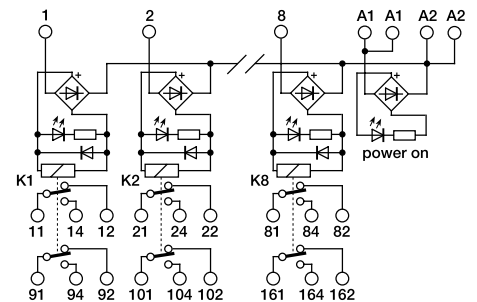 1 2 8 A1 A1 A2 A2
+ + + +
power on
K1 K2 K8
11 14 12 21 24 22 81 84 82
91 94 92 101 104 102 161 164 162